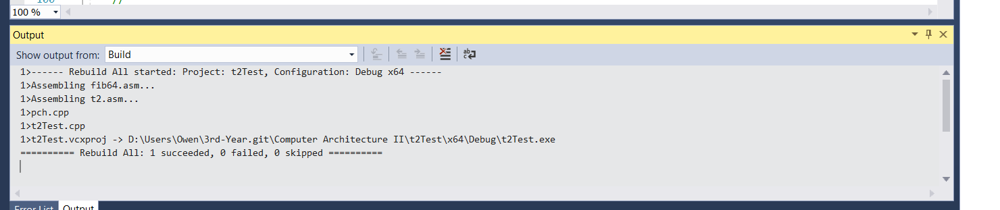 100 //
100 %
Output
Show output from: Build
1>------ Rebuild All started: Project: t2Test, Configuration: Debug x64 ------
1>Assembling fib64.asm...
1>Assembling t2.asm...
1>pch.cpp
1>t2Test.cpp
1>t2Test.vcxproj -> D:\Users\Owen\3rd-Year.git\Computer Architecture II\t2Test\x64\Debug\t2Test.exe
========== Rebuild All: 1 succeeded, 0 failed, 0 skipped ==========
Error List Output